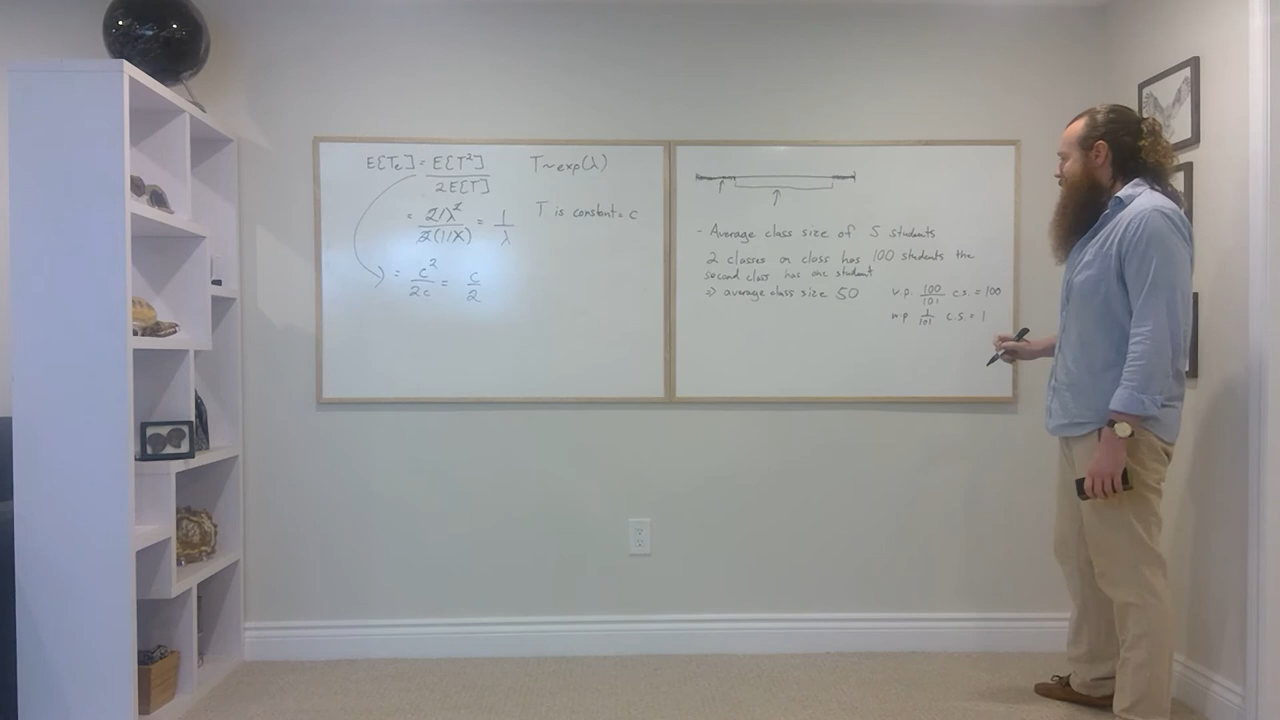 E[Te] = E[T²] / 2E[T]
T~exp(λ)
= 2/λ² / 2(1/λ) = 1/λ
T is constant = c
= c² / 2c = c/2
- Average class size of 5 students
2 classes on class has 100 students the
second class has one student
⇒ average class size 50
w.p. 100/101 c.s. = 100
w.p. 1/101 c.s. = 1